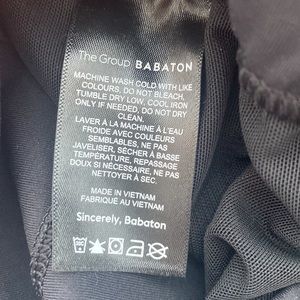 The Group BABATON
MACHINE WASH COLD WITH LIKE
COLOURS, DO NOT BLEACH,
TUMBLE DRY LOW, COOL IRON
ONLY IF NEEDED, DO NOT DRY
CLEAN.
LAVER À LA MACHINE À L'EAU
FROIDE AVEC COULEURS
SEMBLABLES, NE PAS
JAVELISER, SÉCHER À BASSE
TEMPÉRATURE, REPASSAGE
DOUX SI NÉCESSAIRE, NE PAS
NETTOYER À SEC.
MADE IN VIETNAM
FABRIQUÉ AU VIETNAM
Sincerely, Babaton